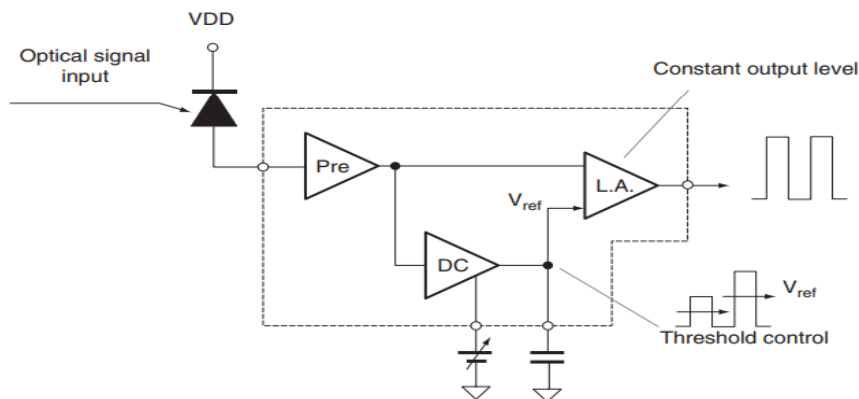 VDD
Optical signal
input
Constant output level
Pre
L.A.
Vref
DC
Vref
Threshold control